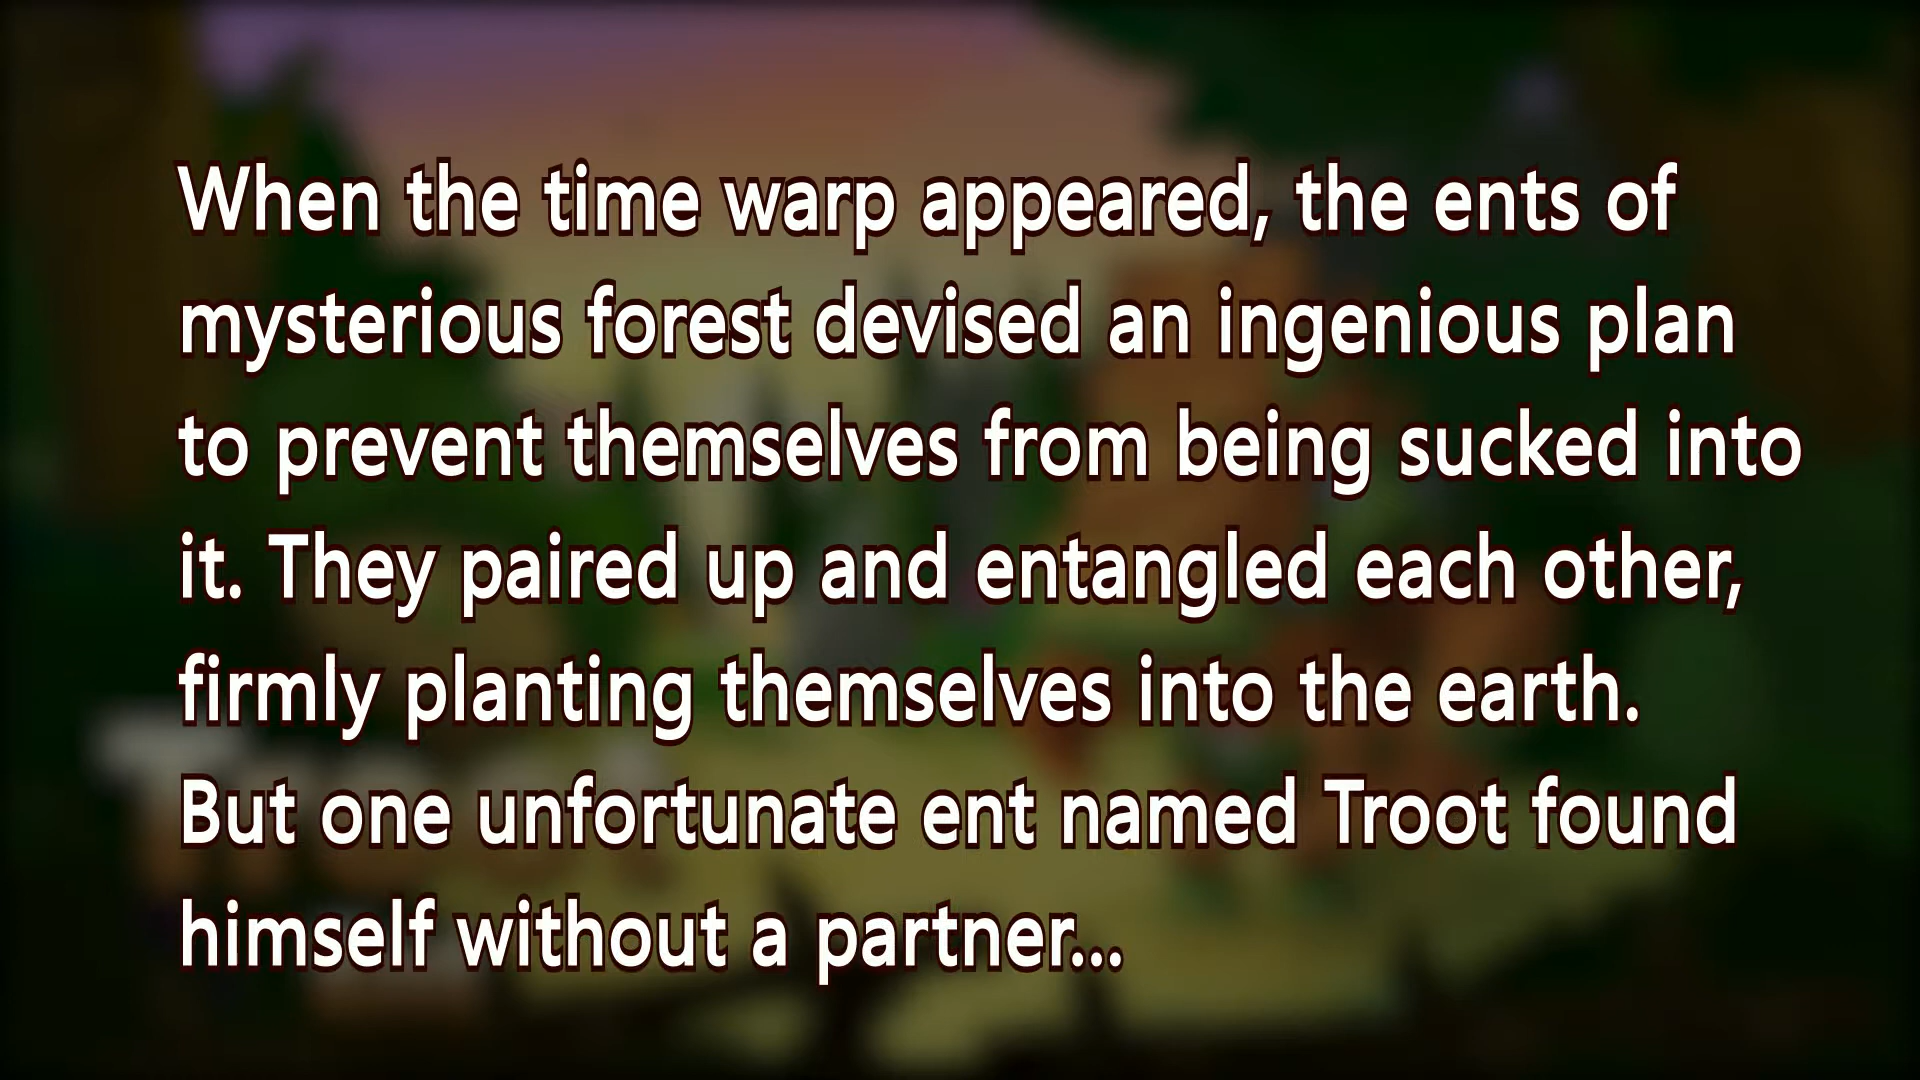 When the time warp appeared, the ents of
mysterious forest devised an ingenious plan
to prevent themselves from being sucked into
it. They paired up and entangled each other,
firmly planting themselves into the earth.
But one unfortunate ent named Troot found
himself without a partner...